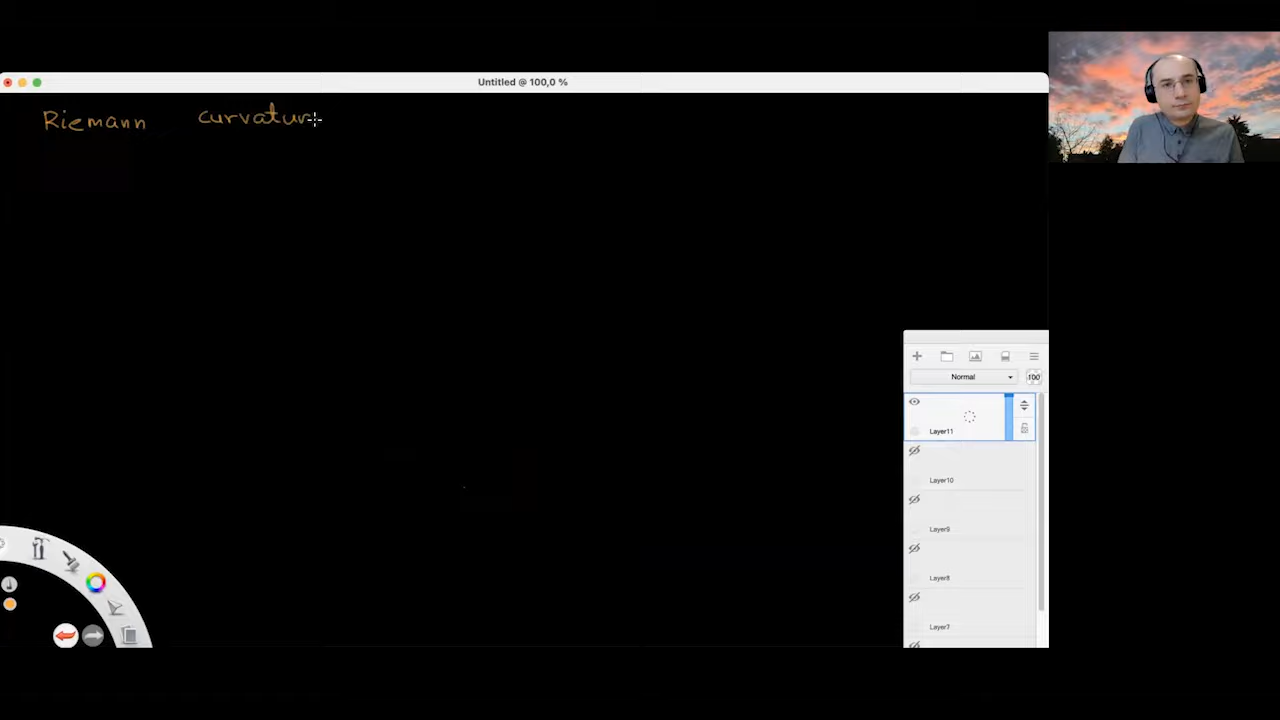 Untitled @ 100,0 %
Riemann curvatur
Normal 100
Layer11
Layer10
Layer9
Layer8
Layer7